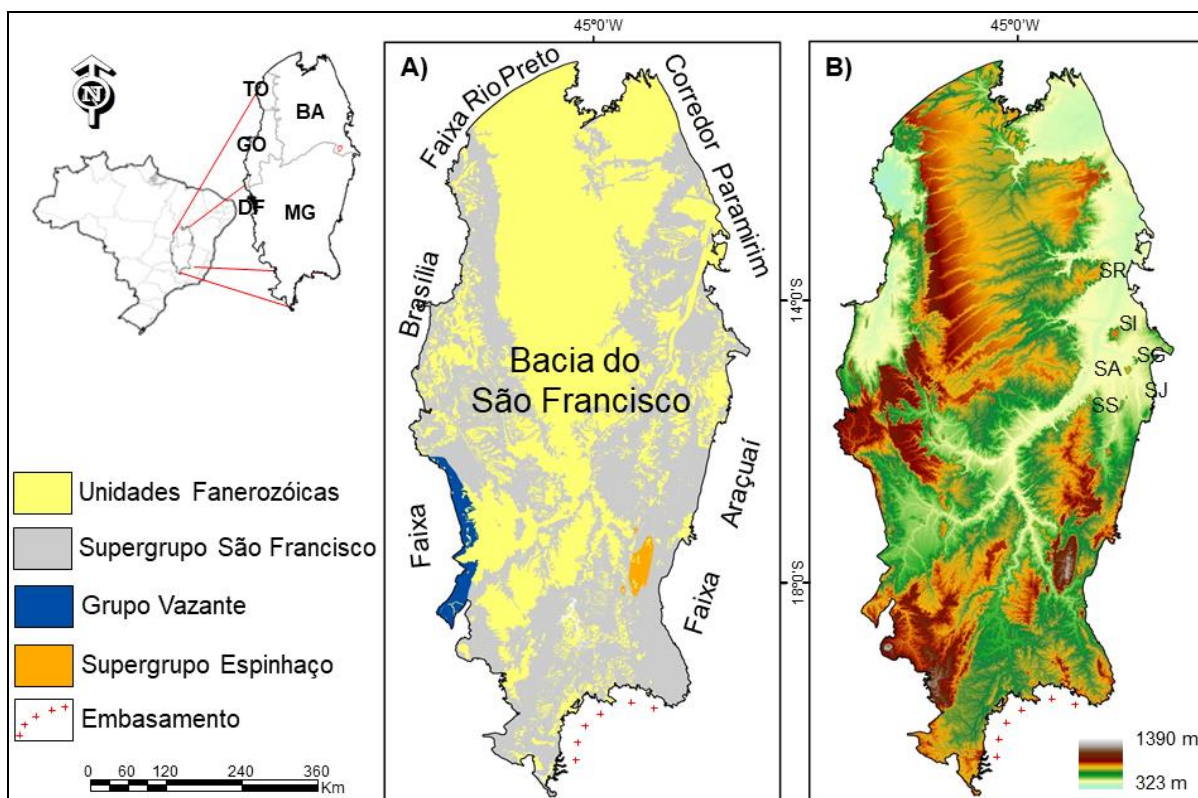 N
TO
BA
GO
DF
MG
Unidades Fanerozóicas
Supergrupo São Francisco
Grupo Vazante
Supergrupo Espinhaço
Embasamento
0 60 120 240 360
Km
45°0'W
A)
Faixa Rio Preto
Corredor Paramirim
Brasília
Bacia do
São Francisco
Faixa
Araçuaí
Faixa
14°0'S
18°0'S
45°0'W
B)
SR
SI
SG
SA
SJ
SS
1390 m
323 m